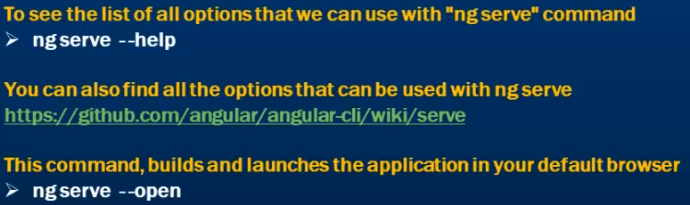 To see the list of all options that we can use with "ng serve" command
➢ ng serve --help
You can also find all the options that can be used with ng serve
https://github.com/angular/angular-cli/wiki/serve
This command, builds and launches the application in your default browser
➢ ng serve --open